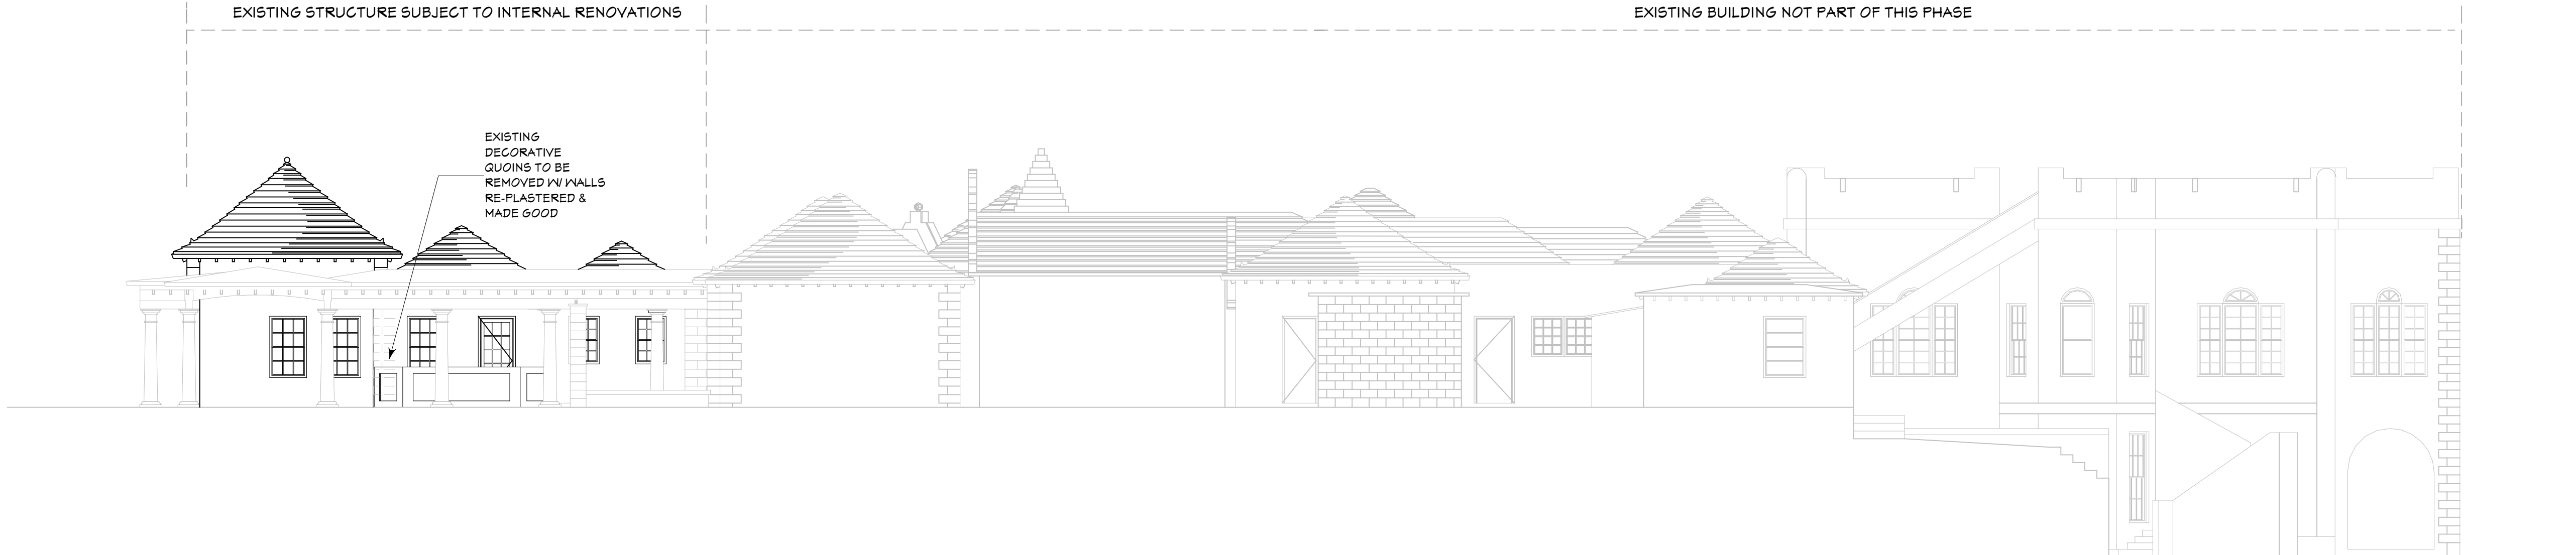 EXISTING STRUCTURE SUBJECT TO INTERNAL RENOVATIONS
EXISTING BUILDING NOT PART OF THIS PHASE
EXISTING
DECORATIVE
QUOINS TO BE
REMOVED W/ WALLS
RE-PLASTERED &
MADE GOOD